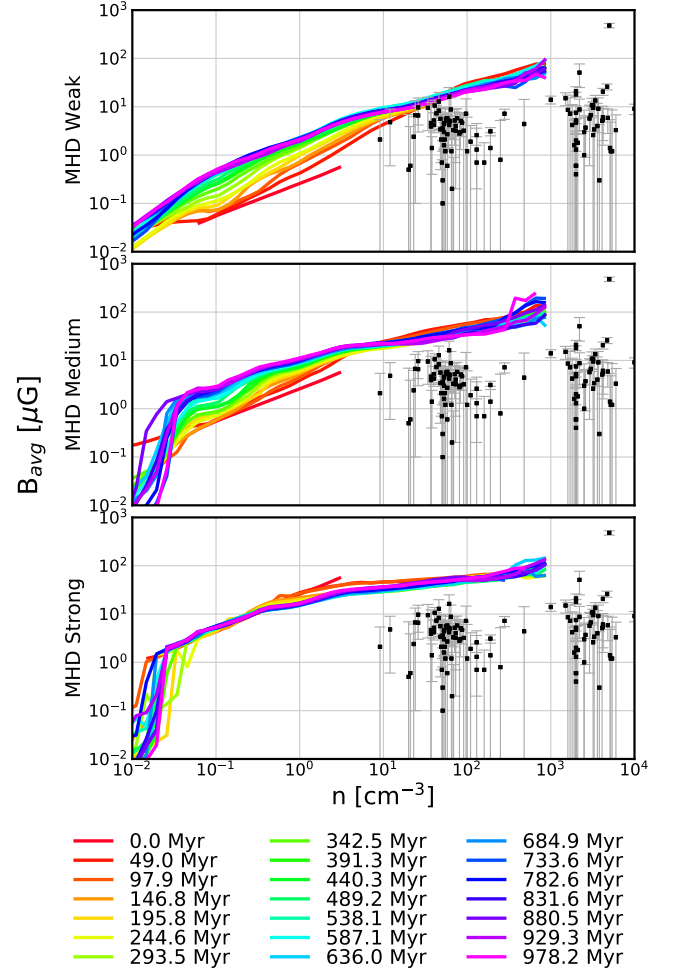 10³
10²
10¹
10⁰
10⁻¹
10⁻²
MHD Weak
10³
10²
10¹
10⁰
10⁻¹
10⁻²
MHD Medium
B_avg [μG]
10³
10²
10¹
10⁰
10⁻¹
10⁻²
MHD Strong
10⁻² 10⁻¹ 10⁰ 10¹ 10² 10³ 10⁴
n [cm⁻³]
0.0 Myr 342.5 Myr 684.9 Myr
49.0 Myr 391.3 Myr 733.6 Myr
97.9 Myr 440.3 Myr 782.6 Myr
146.8 Myr 489.2 Myr 831.6 Myr
195.8 Myr 538.1 Myr 880.5 Myr
244.6 Myr 587.1 Myr 929.3 Myr
293.5 Myr 636.0 Myr 978.2 Myr